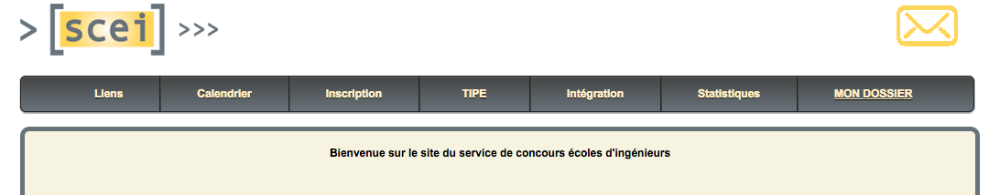 > [scei] >>>
Liens Calendrier Inscription TIPE Intégration Statistiques MON DOSSIER
Bienvenue sur le site du service de concours écoles d'ingénieurs